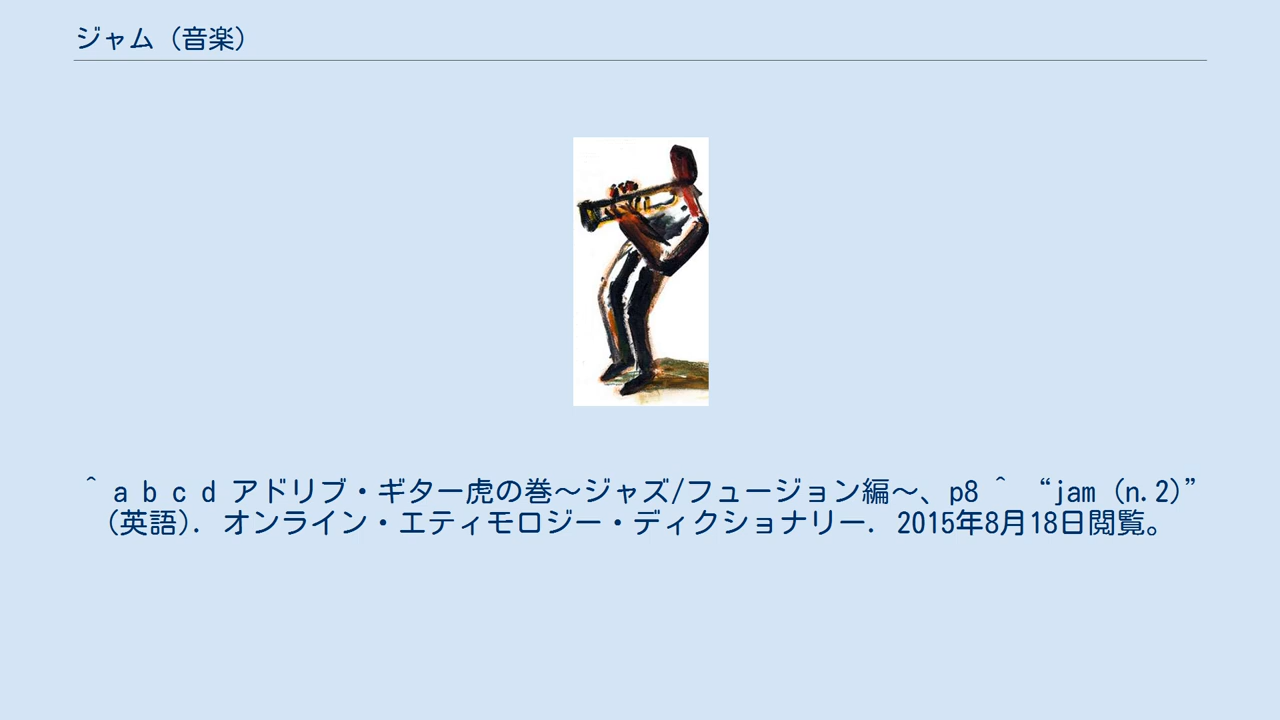 ジャム（音楽）
^ a b c d アドリブ・ギター虎の巻〜ジャズ/フュージョン編〜、p8 ^ “jam (n.2)”
(英語). オンライン・エティモロジー・ディクショナリー. 2015年8月18日閲覧。